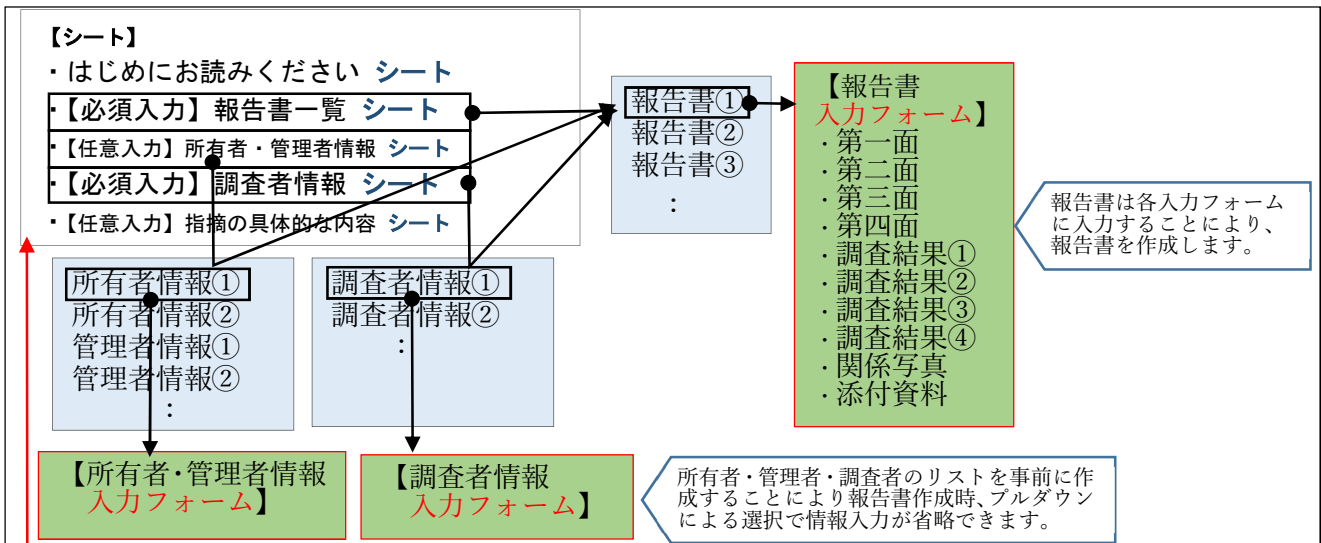 【シート】
・はじめにお読みください シート
・【必須入力】報告書一覧 シート
・【任意入力】所有者・管理者情報 シート
・【必須入力】調査者情報 シート
・【任意入力】指摘の具体的な内容 シート
報告書①
報告書②
報告書③
：
【報告書
入力フォーム】
・第一面
・第二面
・第三面
・第四面
・調査結果①
・調査結果②
・調査結果③
・調査結果④
・関係写真
・添付資料
報告書は各入力フォーム
に入力することにより、
報告書を作成します。
所有者情報①
所有者情報②
管理者情報①
管理者情報②
：
調査者情報①
調査者情報②
：
【所有者・管理者情報
入力フォーム】
【調査者情報
入力フォーム】
所有者・管理者・調査者のリストを事前に作
成することにより報告書作成時、プルダウン
による選択で情報入力が省略できます。